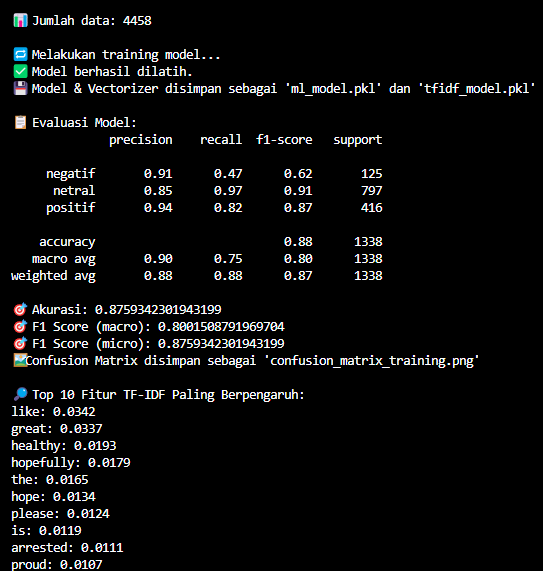 📊 Jumlah data: 4458
🔁 Melakukan training model...
✅ Model berhasil dilatih.
💾 Model & Vectorizer disimpan sebagai 'ml_model.pkl' dan 'tfidf_model.pkl'
📋 Evaluasi Model:
precision recall f1-score support
negatif 0.91 0.47 0.62 125
netral 0.85 0.97 0.91 797
positif 0.94 0.82 0.87 416
accuracy 0.88 1338
macro avg 0.90 0.75 0.80 1338
weighted avg 0.88 0.88 0.87 1338
🎯 Akurasi: 0.8759342301943199
🎯 F1 Score (macro): 0.8001508791969704
🎯 F1 Score (micro): 0.8759342301943199
🖼️Confusion Matrix disimpan sebagai 'confusion_matrix_training.png'
🔎 Top 10 Fitur TF-IDF Paling Berpengaruh:
like: 0.0342
great: 0.0337
healthy: 0.0193
hopefully: 0.0179
the: 0.0165
hope: 0.0134
please: 0.0124
is: 0.0119
arrested: 0.0111
proud: 0.0107